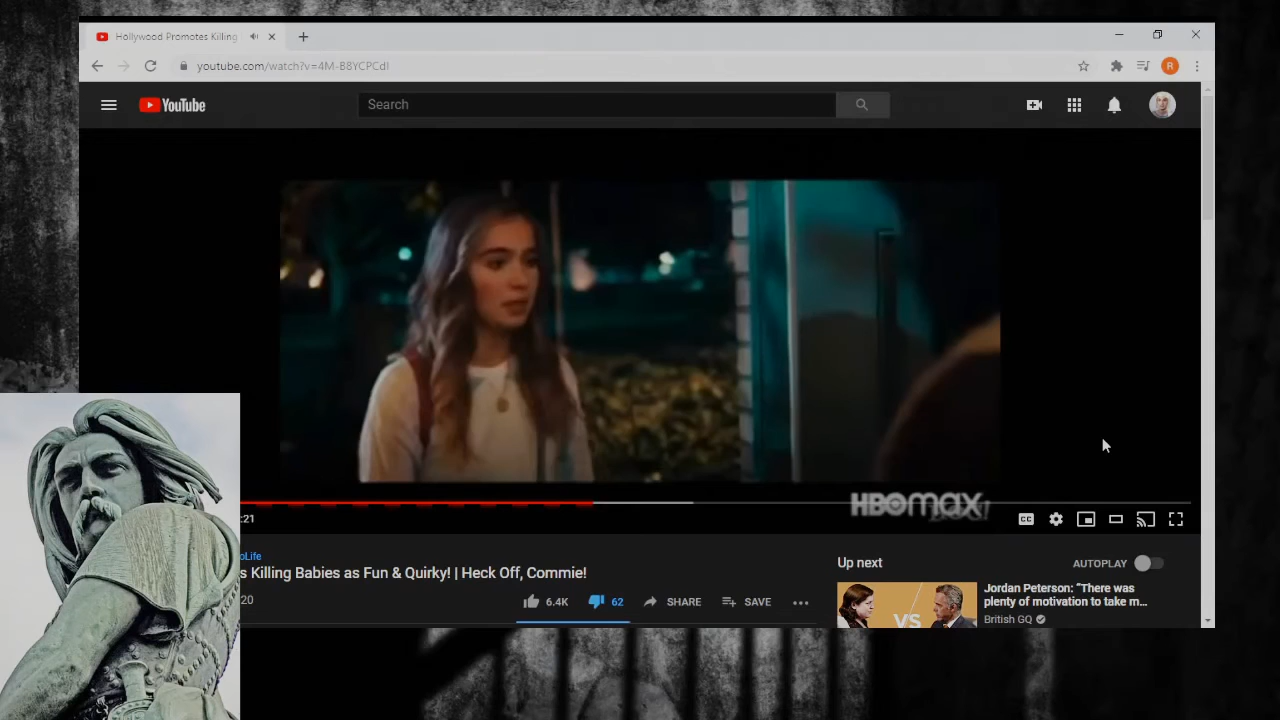 Hollywood Promotes Killing
youtube.com/watch?v=4M-B8YCPCdI
R
YouTube
Search
HBOmax
:21
CC
oLife
s Killing Babies as Fun & Quirky! | Heck Off, Commie!
20
6.4K
62
SHARE
SAVE
Up next
AUTOPLAY
VS
Jordan Peterson: “There was
plenty of motivation to take m...
British GQ